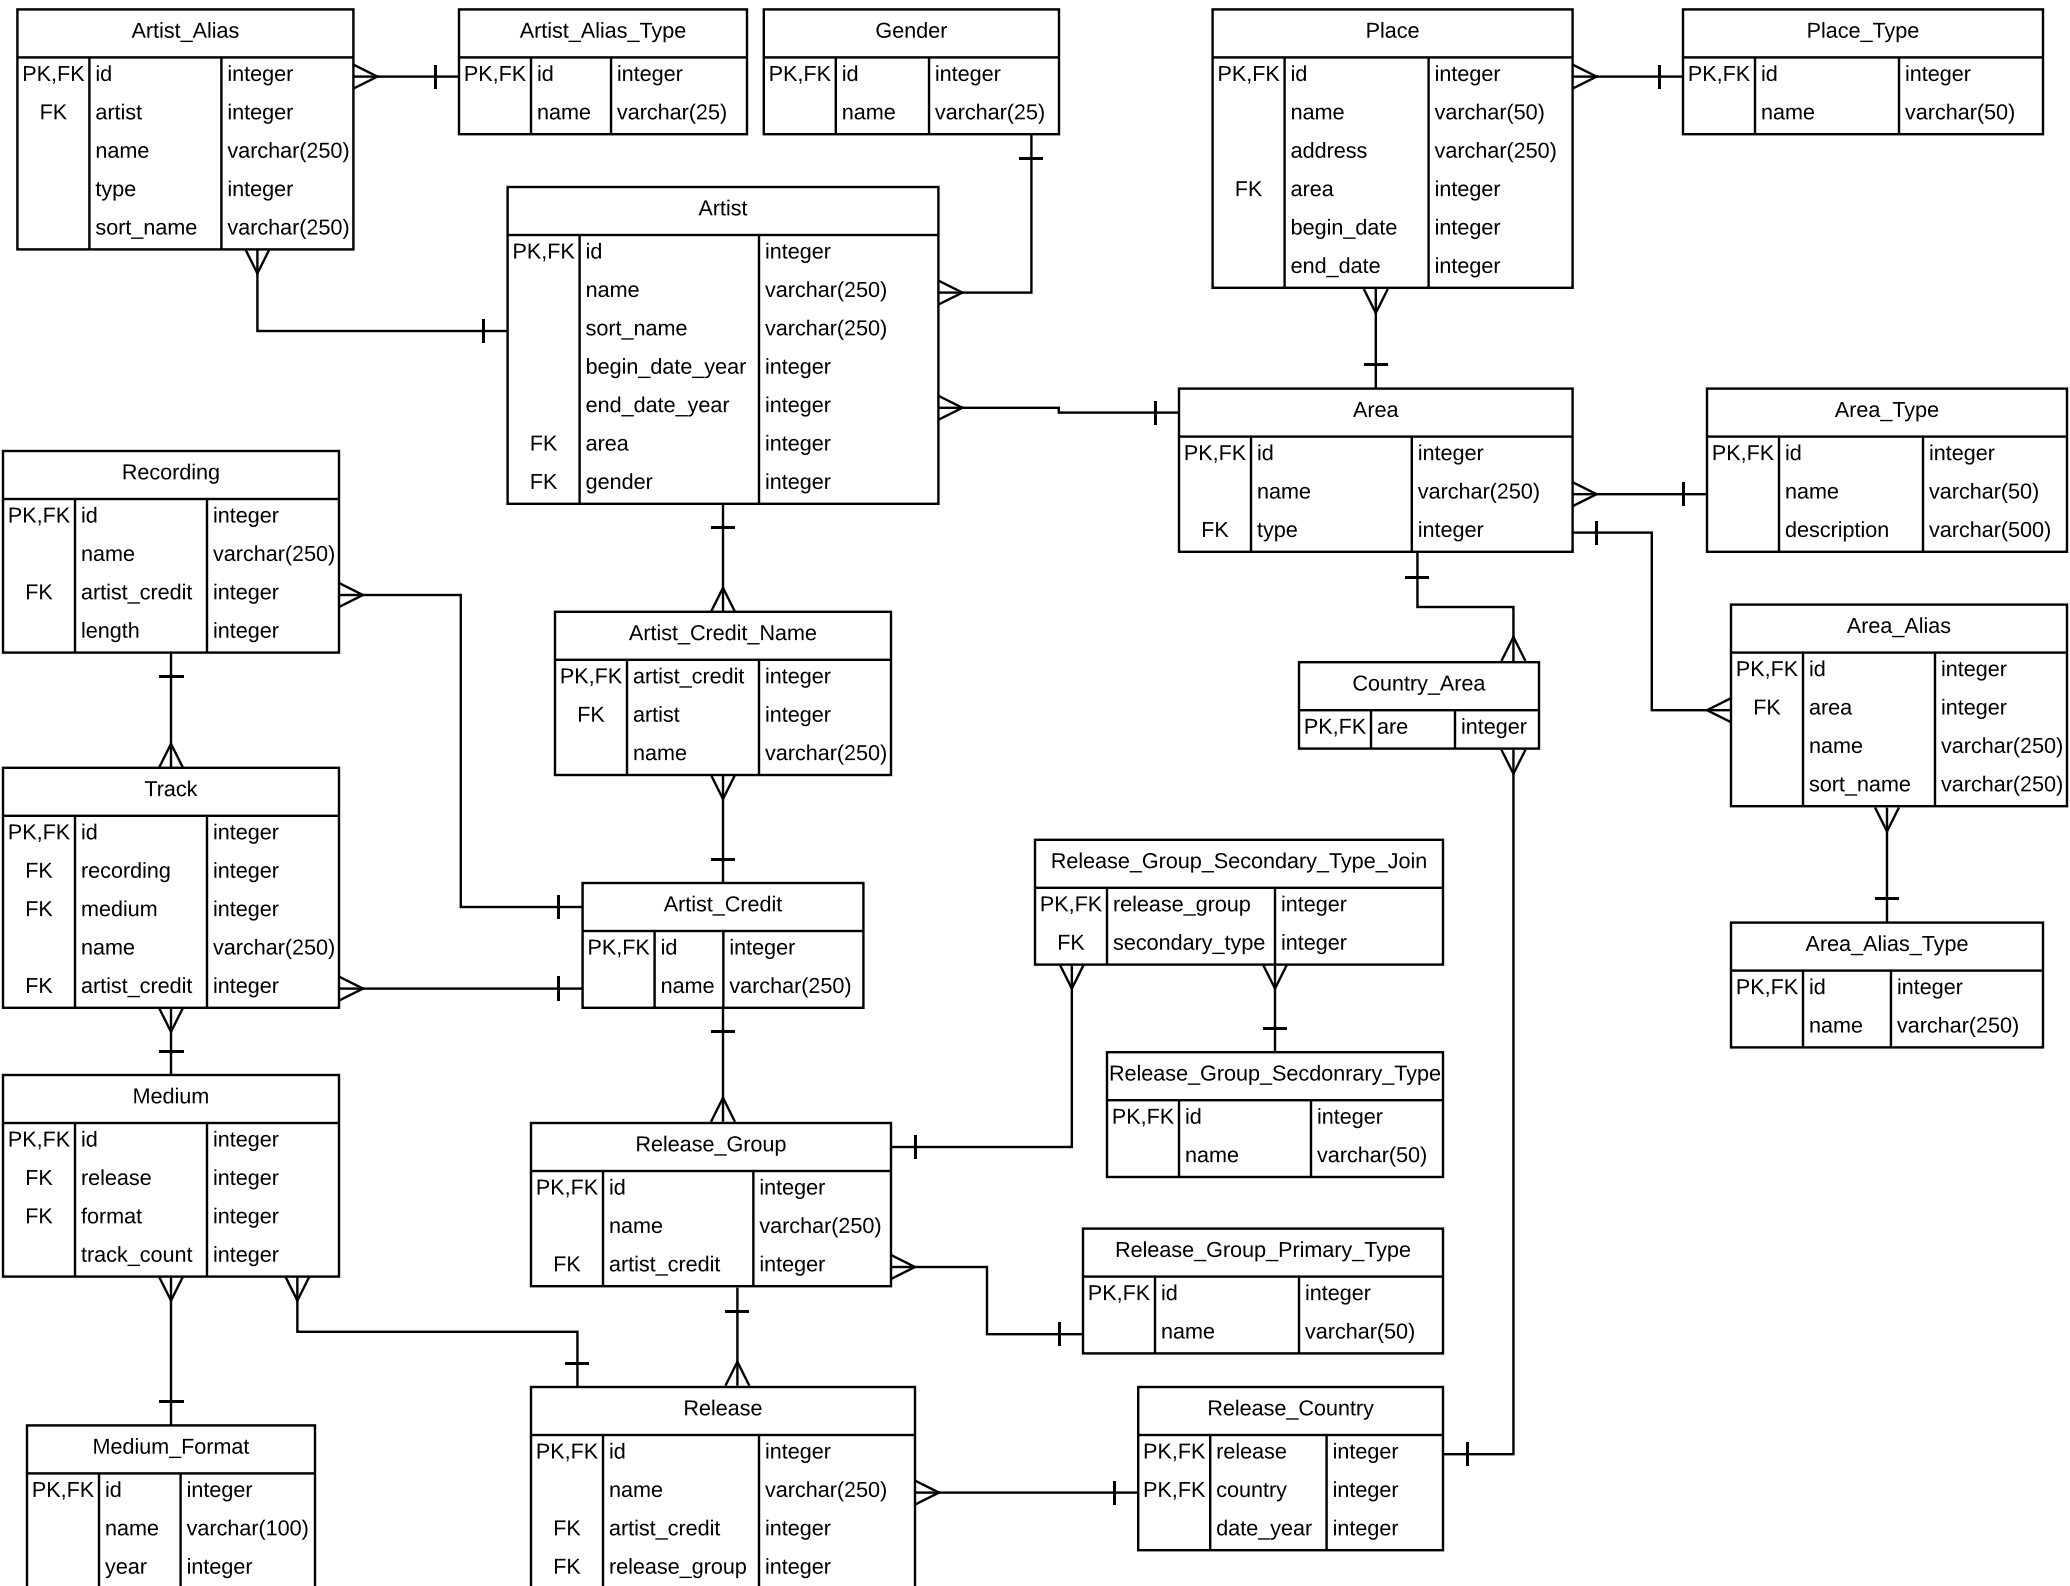 Artist_Alias
PK,FK id integer
FK artist integer
name varchar(250)
type integer
sort_name varchar(250)
Artist_Alias_Type
PK,FK id integer
name varchar(25)
Gender
PK,FK id integer
name varchar(25)
Place
PK,FK id integer
name varchar(50)
address varchar(250)
FK area integer
begin_date integer
end_date integer
Place_Type
PK,FK id integer
name varchar(50)
Artist
PK,FK id integer
name varchar(250)
sort_name varchar(250)
begin_date_year integer
end_date_year integer
FK area integer
FK gender integer
Area
PK,FK id integer
name varchar(250)
FK type integer
Area_Type
PK,FK id integer
name varchar(50)
description varchar(500)
Recording
PK,FK id integer
name varchar(250)
FK artist_credit integer
length integer
Artist_Credit_Name
PK,FK artist_credit integer
FK artist integer
name varchar(250)
Country_Area
PK,FK are integer
Area_Alias
PK,FK id integer
FK area integer
name varchar(250)
sort_name varchar(250)
Track
PK,FK id integer
FK recording integer
FK medium integer
name varchar(250)
FK artist_credit integer
Artist_Credit
PK,FK id integer
name varchar(250)
Release_Group_Secondary_Type_Join
PK,FK release_group integer
FK secondary_type integer
Area_Alias_Type
PK,FK id integer
name varchar(250)
Release_Group_Secdonrary_Type
PK,FK id integer
name varchar(50)
Medium
PK,FK id integer
FK release integer
FK format integer
track_count integer
Release_Group
PK,FK id integer
name varchar(250)
FK artist_credit integer
Release_Group_Primary_Type
PK,FK id integer
name varchar(50)
Medium_Format
PK,FK id integer
name varchar(100)
year integer
Release
PK,FK id integer
name varchar(250)
FK artist_credit integer
FK release_group integer
Release_Country
PK,FK release integer
PK,FK country integer
date_year integer